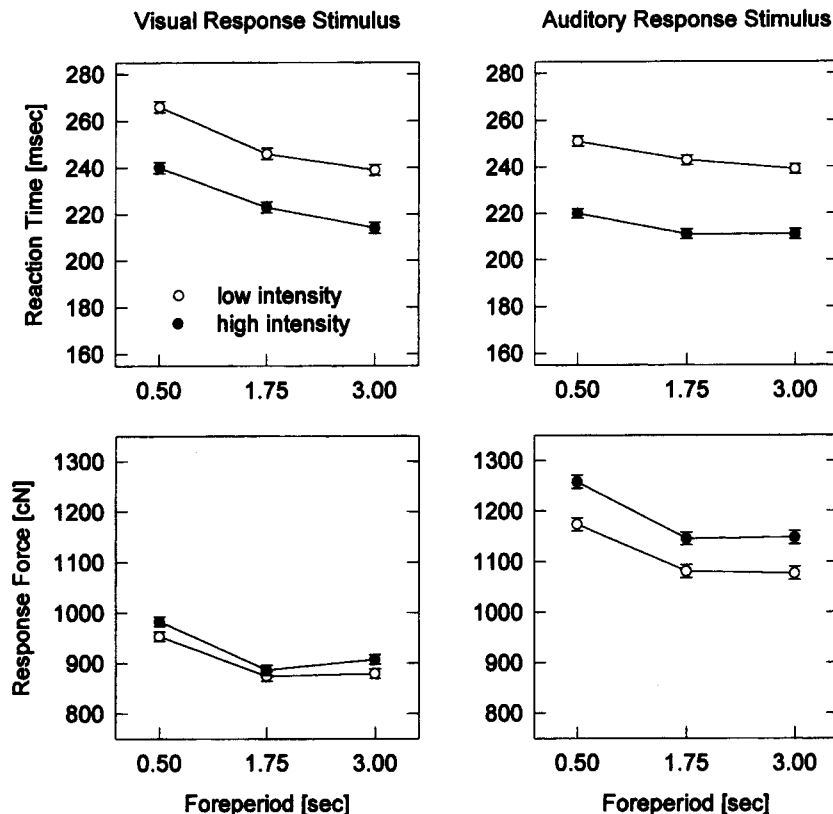 Visual Response Stimulus
Auditory Response Stimulus
Reaction Time [msec]
280
260
240
220
200
180
160
low intensity
high intensity
0.50 1.75 3.00
280
260
240
220
200
180
160
0.50 1.75 3.00
Response Force [cN]
1300
1200
1100
1000
900
800
0.50 1.75 3.00
Foreperiod [sec]
1300
1200
1100
1000
900
800
0.50 1.75 3.00
Foreperiod [sec]